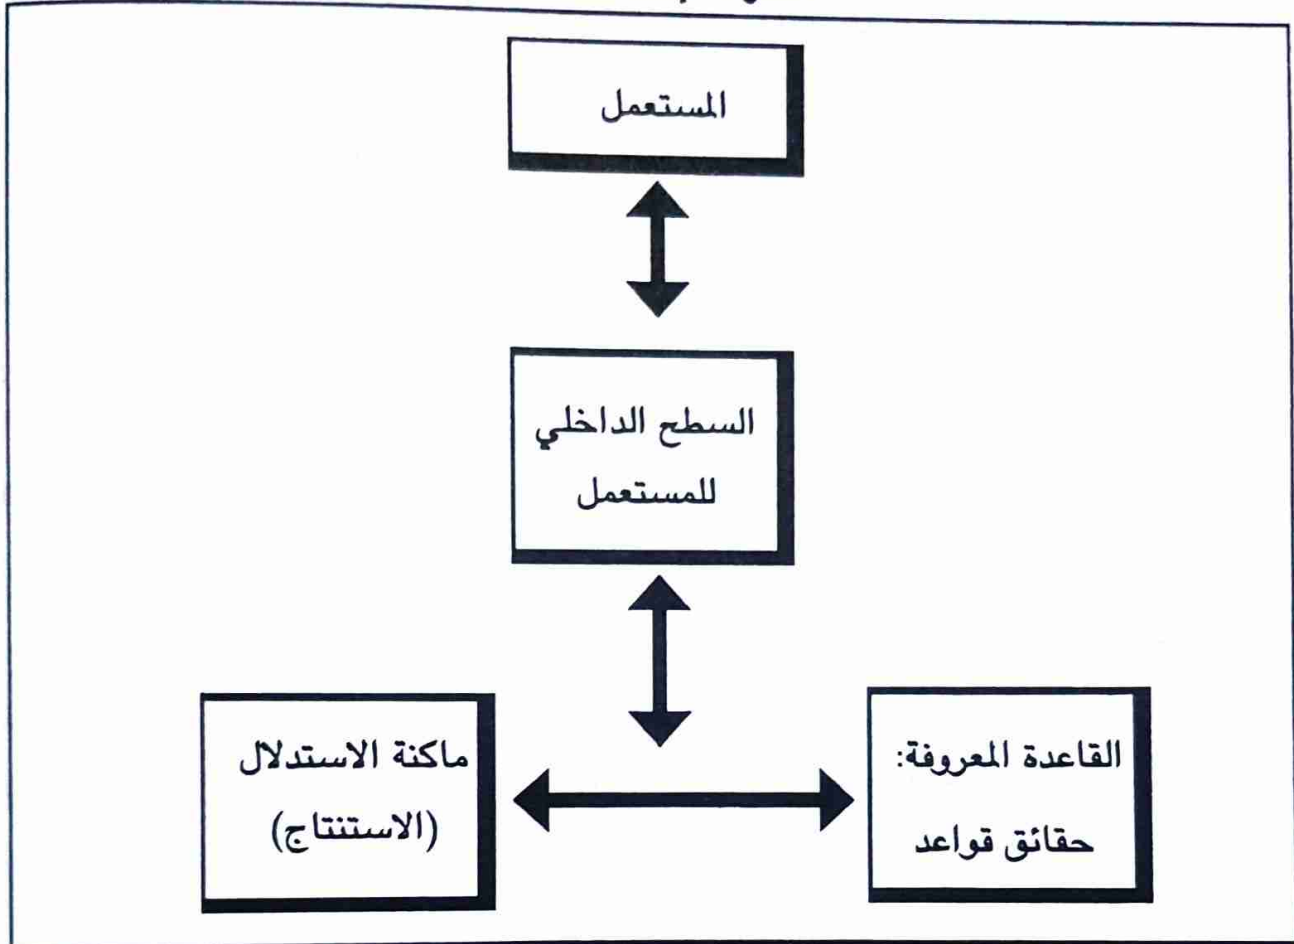 المستعمل
السطح الداخلي
للمستعمل
القاعدة المعروفة:
حقائق قواعد
ماكنة الاستدلال
(الاستنتاج)